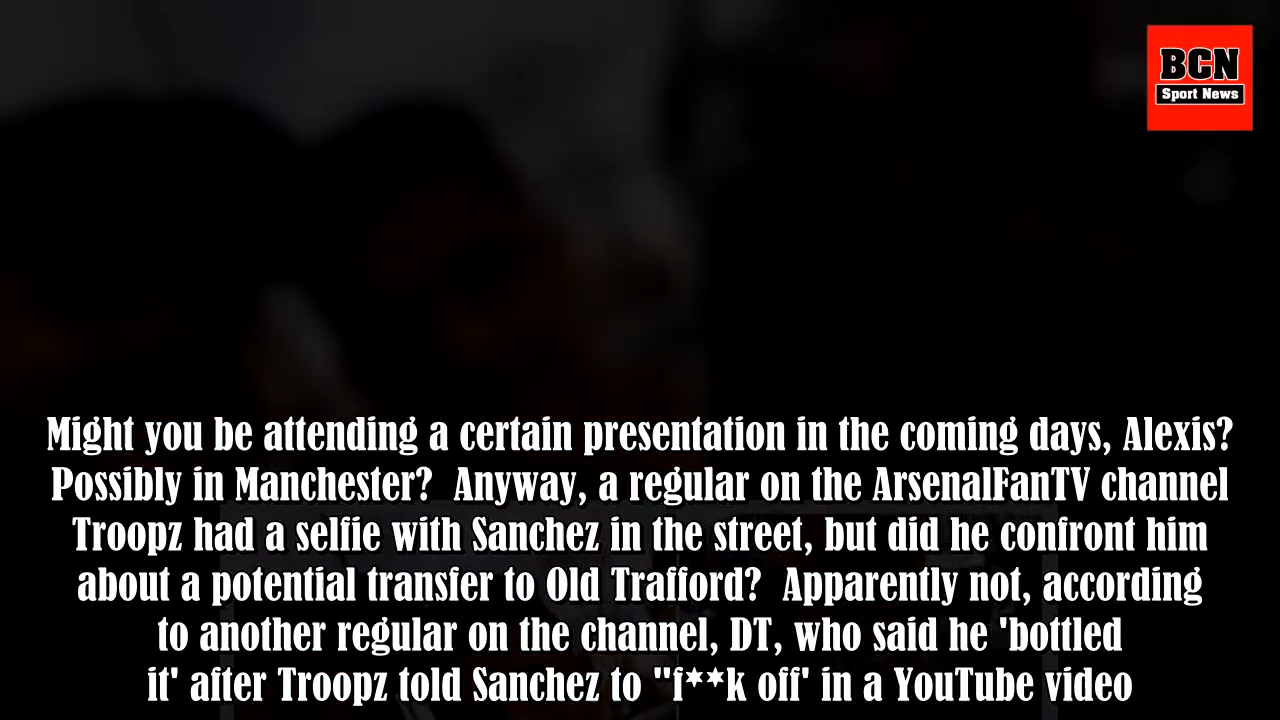 BCN
Sport News
Might you be attending a certain presentation in the coming days, Alexis?
Possibly in Manchester?  Anyway, a regular on the ArsenalFanTV channel
Troopz had a selfie with Sanchez in the street, but did he confront him
about a potential transfer to Old Trafford?  Apparently not, according
to another regular on the channel, DT, who said he 'bottled
it' after Troopz told Sanchez to "f**k off' in a YouTube video